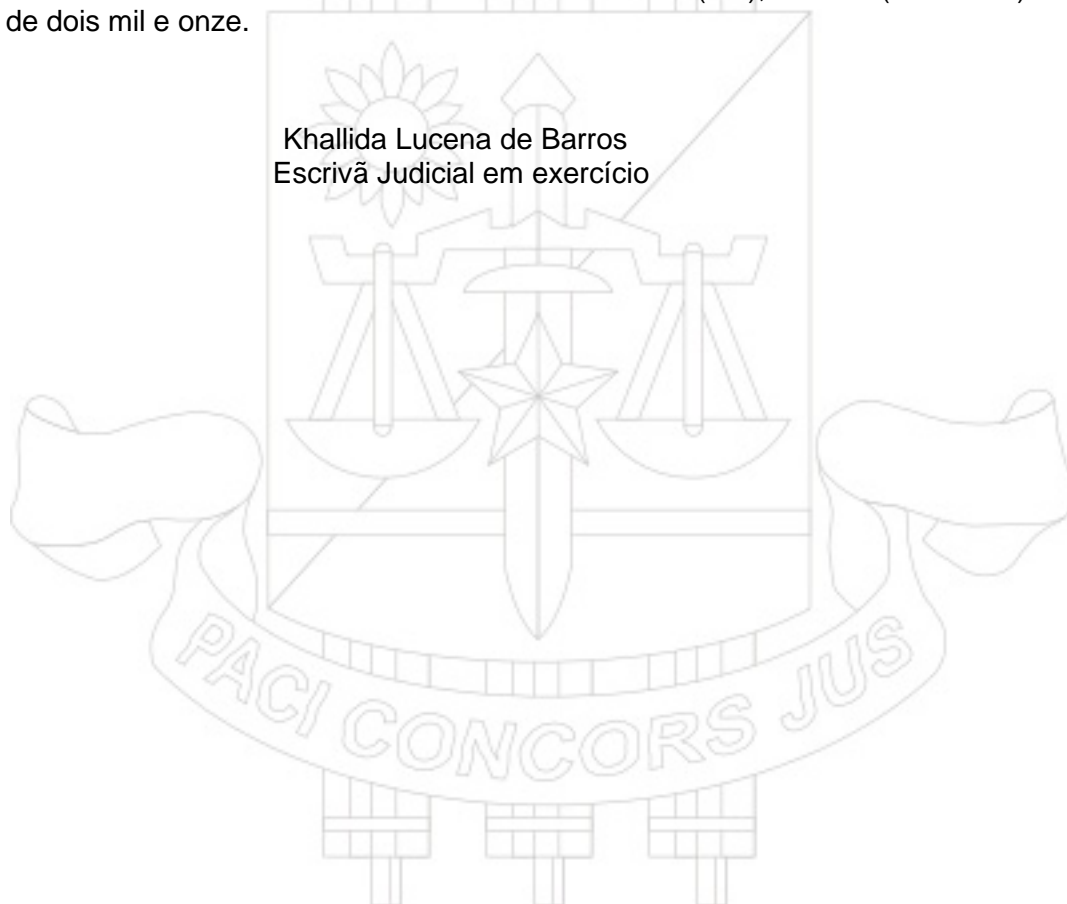 de dois mil e onze.
Khallida Lucena de Barros
Escrivã Judicial em exercício
PACI CONCORS JUS